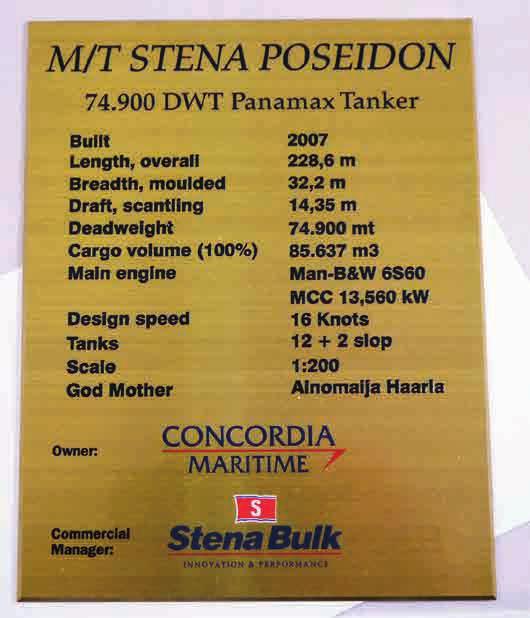 M/T STENA POSEIDON
74.900 DWT Panamax Tanker
Built 2007
Length, overall 228,6 m
Breadth, moulded 32,2 m
Draft, scantling 14,35 m
Deadweight 74.900 mt
Cargo volume (100%) 85.637 m3
Main engine Man-B&W 6S60
MCC 13,560 kW
Design speed 16 Knots
Tanks 12 + 2 slop
Scale 1:200
God Mother Ainomaija Haarla
Owner: CONCORDIA
MARITIME
S
Commercial
Manager: Stena Bulk
INNOVATION & PERFORMANCE